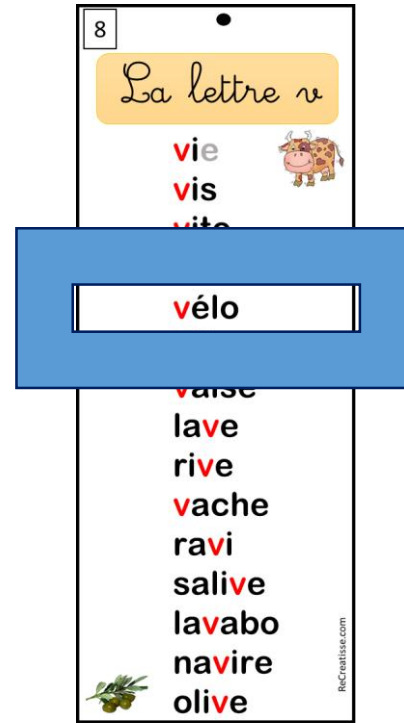 8
La lettre v
vie
vis
vélo
lave
rive
vache
ravi
salive
lavabo
navire
olive
ReCreatisse.com